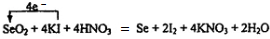 4e⁻
SeO₂ + 4KI + 4HNO₃ = Se + 2I₂ + 4KNO₃ + 2H₂O